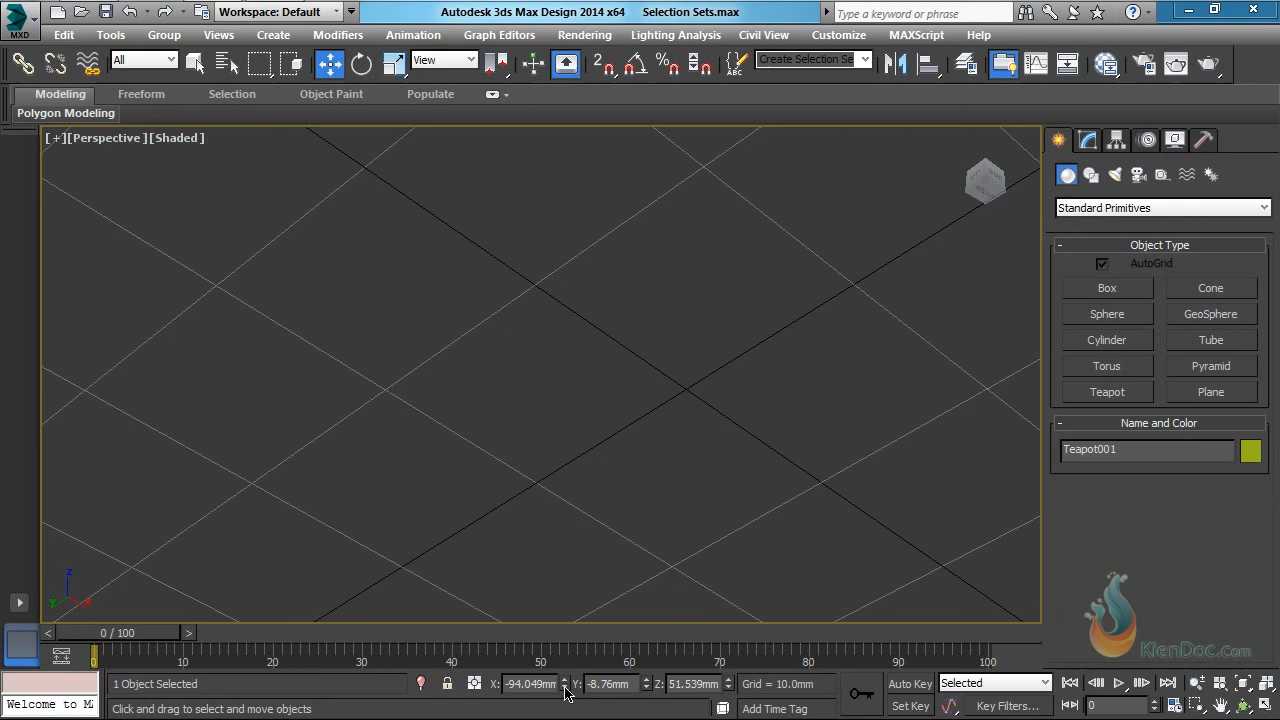 MXD
Workspace: Default
Autodesk 3ds Max Design 2014 x64 Selection Sets.max
Type a keyword or phrase
Edit Tools Group Views Create Modifiers Animation Graph Editors Rendering Lighting Analysis Civil View Customize MAXScript Help
All View Create Selection Se
Modeling Freeform Selection Object Paint Populate
Polygon Modeling
[+][Perspective][Shaded]
Standard Primitives
- Object Type
AutoGrid
Box Cone
Sphere GeoSphere
Cylinder Tube
Torus Pyramid
Teapot Plane
- Name and Color
Teapot001
z
y x
KienDoc.Com
< 0 / 100 >
0 10 20 30 40 50 60 70 80 90 100
1 Object Selected X: -94.049mm Y: -8.76mm Z: 51.539mm Grid = 10.0mm Auto Key Selected
Welcome to M Click and drag to select and move objects Add Time Tag Set Key Key Filters... 0